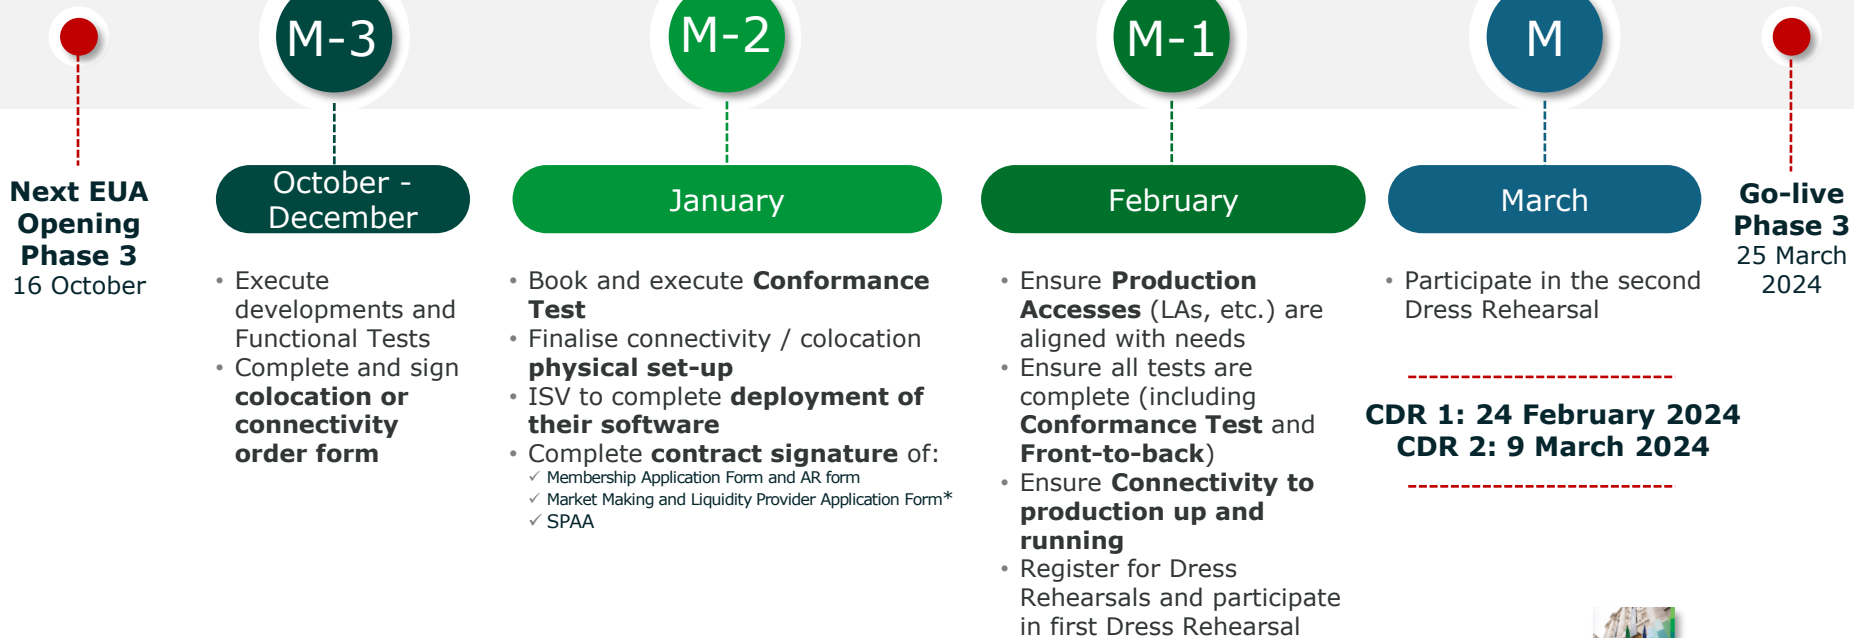 M-3
M-2
M-1
M
Next EUA
Opening
Phase 3
16 October
October -
December
• Execute
developments and
Functional Tests
• Complete and sign
colocation or
connectivity
order form
January
• Book and execute Conformance
Test
• Finalise connectivity / colocation
physical set-up
• ISV to complete deployment of
their software
• Complete contract signature of:
✓ Membership Application Form and AR form
✓ Market Making and Liquidity Provider Application Form*
✓ SPAA
February
• Ensure Production
Accesses (LAs, etc.) are
aligned with needs
• Ensure all tests are
complete (including
Conformance Test and
Front-to-back)
• Ensure Connectivity to
production up and
running
• Register for Dress
Rehearsals and participate
in first Dress Rehearsal
March
• Participate in the second
Dress Rehearsal
CDR 1: 24 February 2024
CDR 2: 9 March 2024
Go-live
Phase 3
25 March
2024